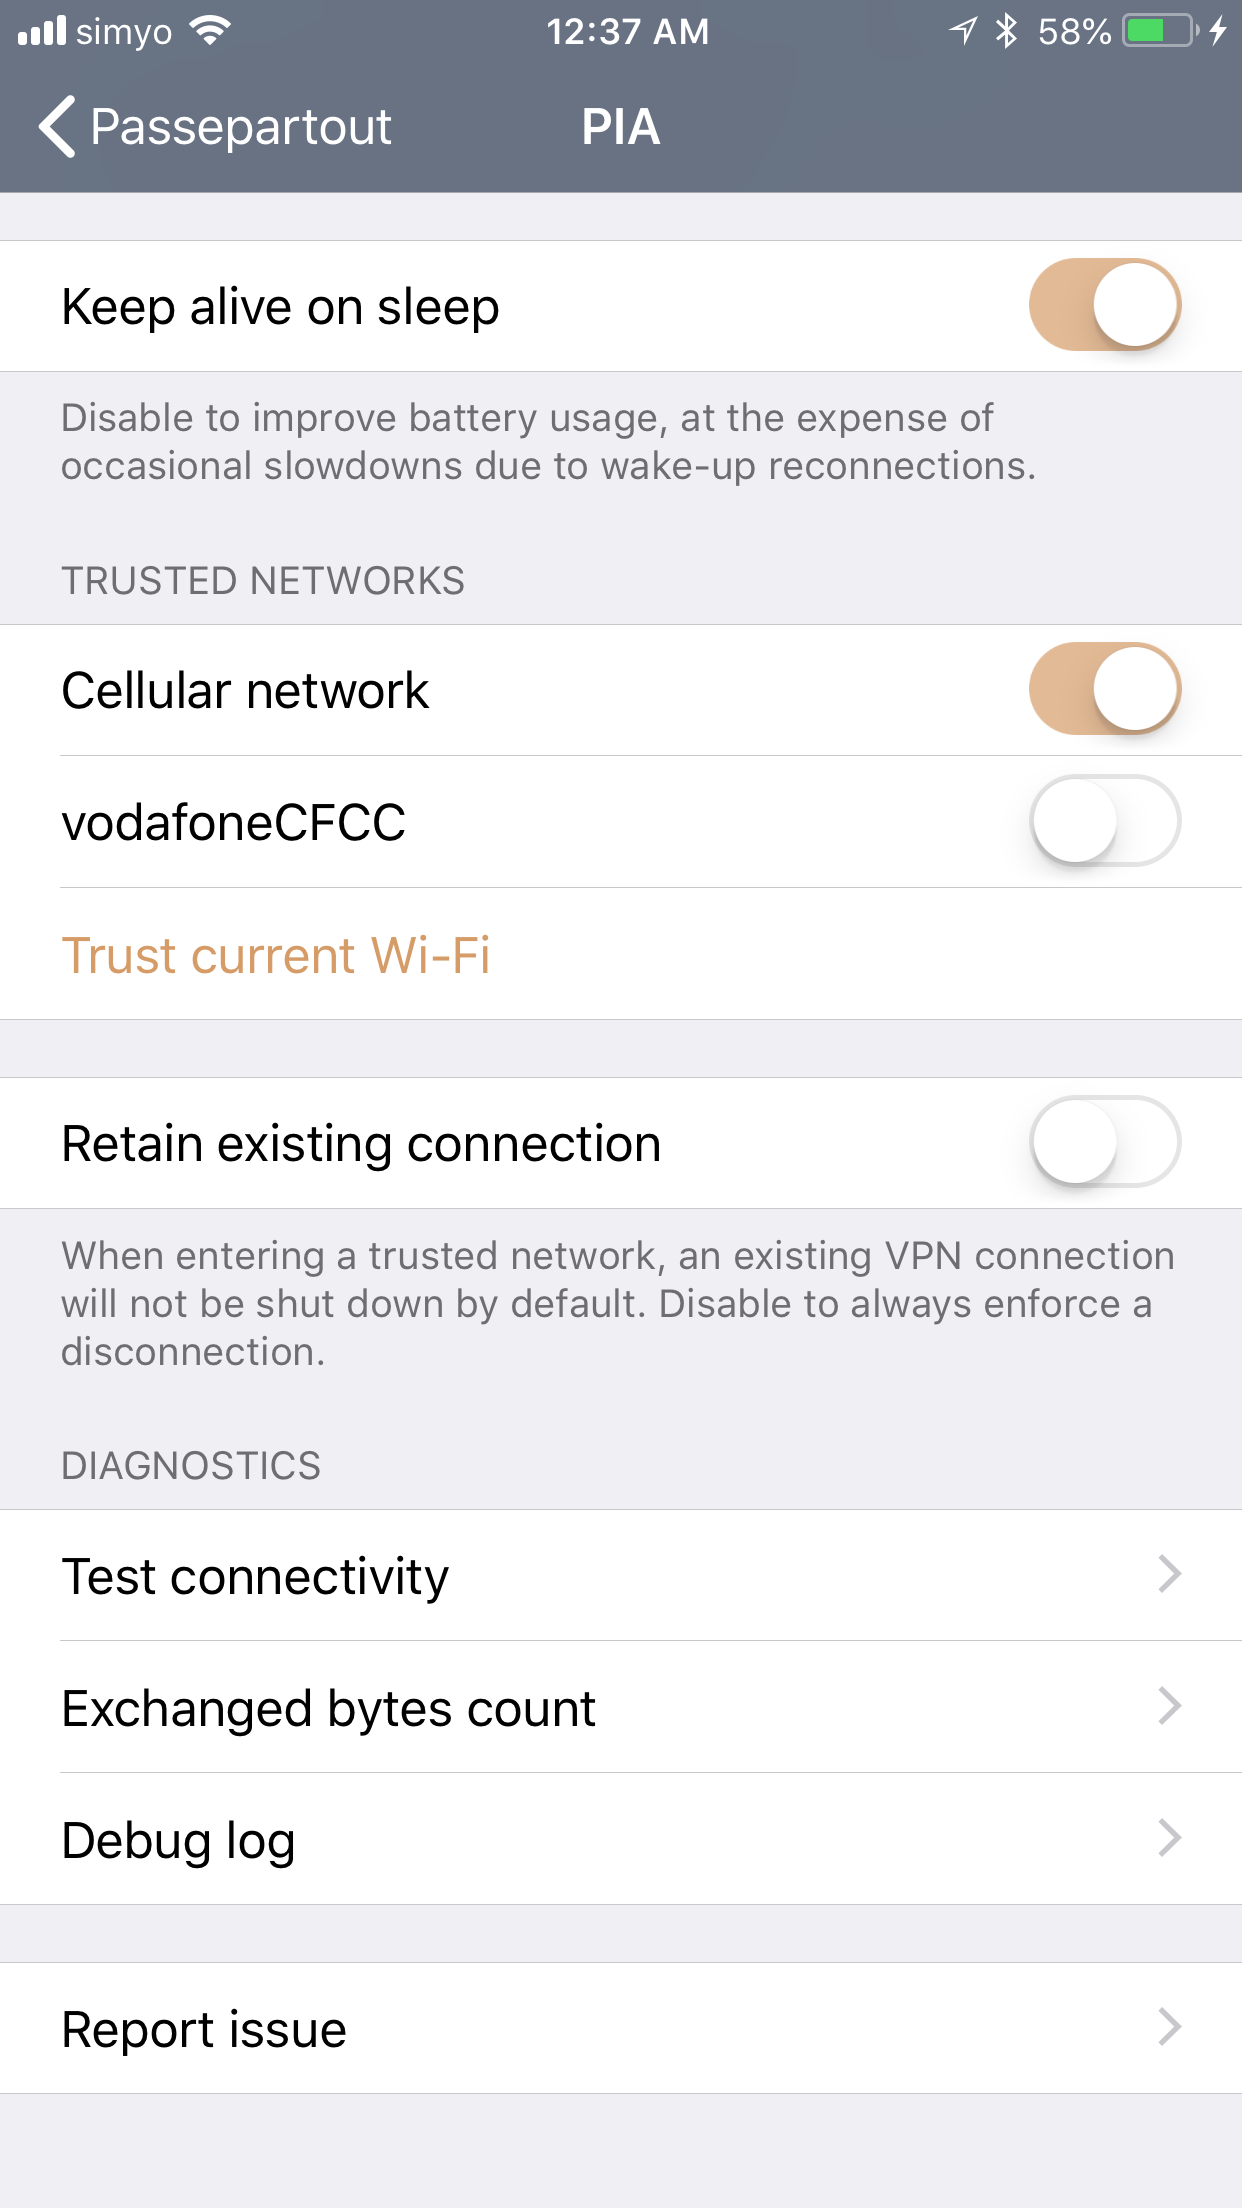 simyo 12:37 AM 58%
Passepartout PIA
Keep alive on sleep
Disable to improve battery usage, at the expense of
occasional slowdowns due to wake-up reconnections.
TRUSTED NETWORKS
Cellular network
vodafoneCFCC
Trust current Wi-Fi
Retain existing connection
When entering a trusted network, an existing VPN connection
will not be shut down by default. Disable to always enforce a
disconnection.
DIAGNOSTICS
Test connectivity
Exchanged bytes count
Debug log
Report issue